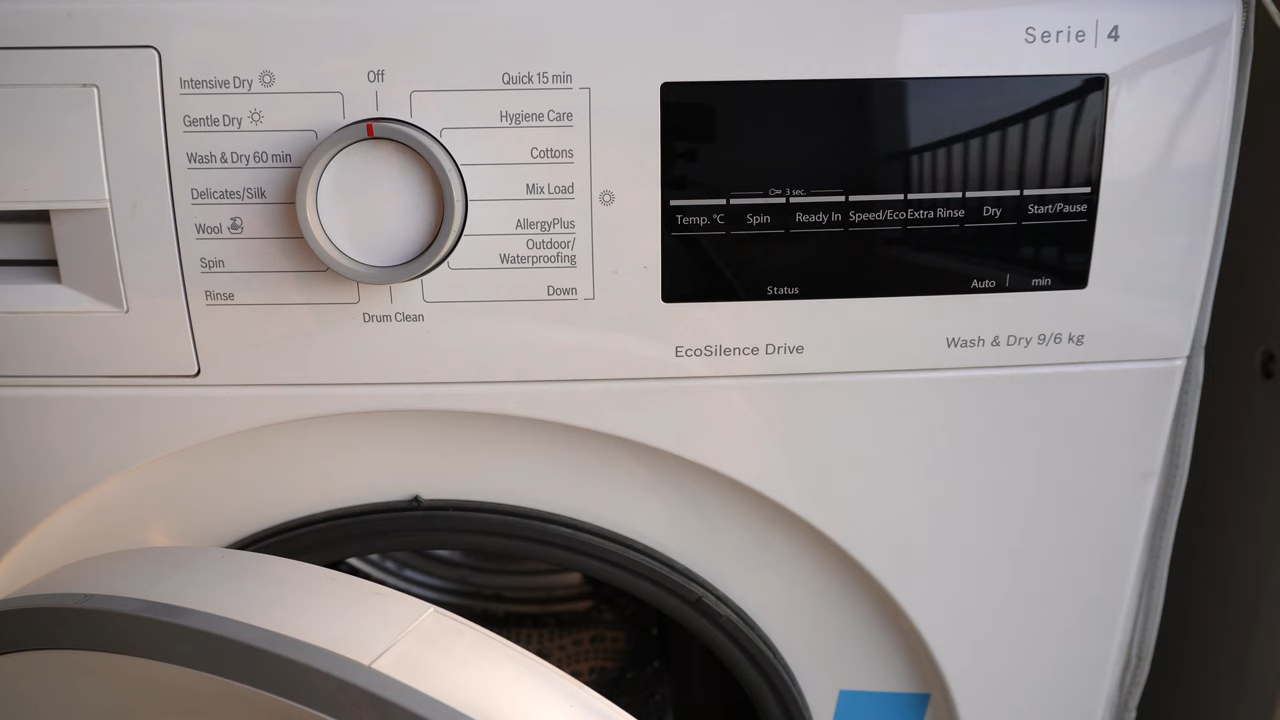 Serie | 4
Off
Intensive Dry
Gentle Dry
Wash & Dry 60 min
Delicates/Silk
Wool
Spin
Rinse
Drum Clean
Quick 15 min
Hygiene Care
Cottons
Mix Load
AllergyPlus
Outdoor/
Waterproofing
Down
3 sec.
Temp. °C Spin Ready In Speed/Eco Extra Rinse Dry Start/Pause
Status Auto | min
EcoSilence Drive
Wash & Dry 9/6 kg